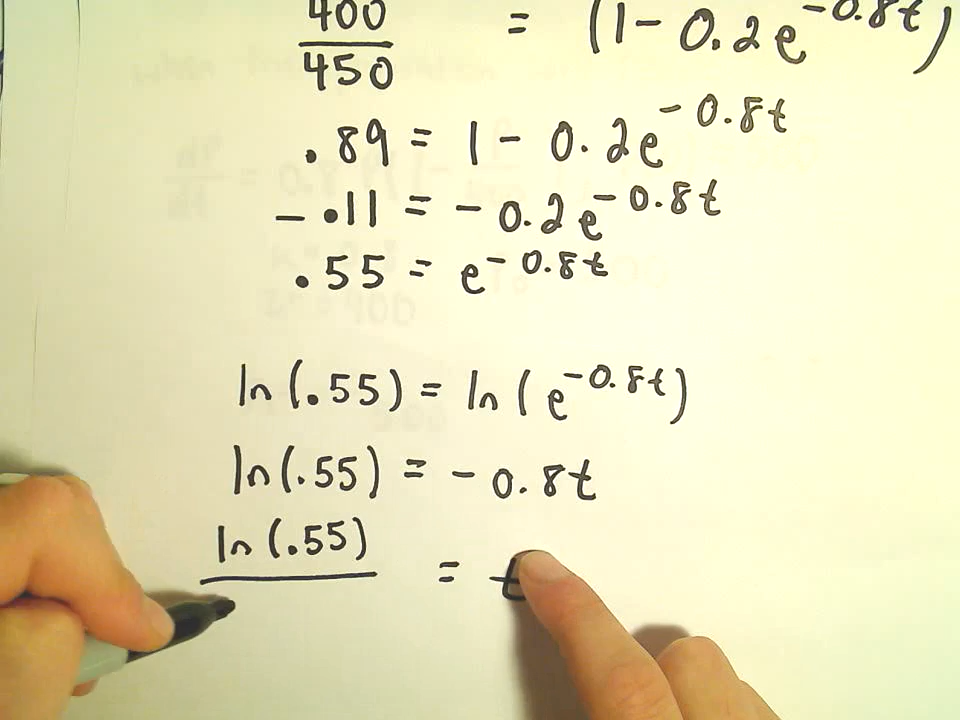 400/450 = (1 - 0.2e^-0.8t)
.89 = 1 - 0.2e^-0.8t
-.11 = -0.2e^-0.8t
.55 = e^-0.8t
ln(.55) = ln(e^-0.8t)
ln(.55) = -0.8t
ln(.55) = t